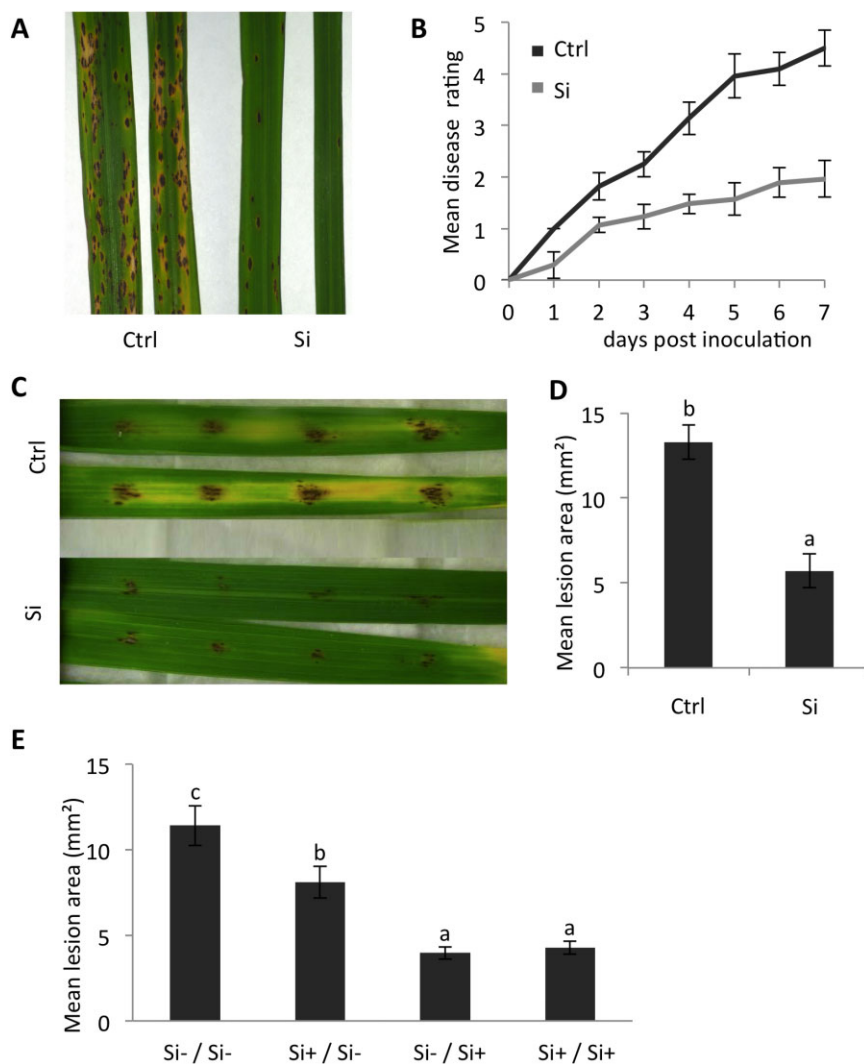 A
Ctrl Si
B
Mean disease rating
5
4
3
2
1
0
Ctrl
Si
0 1 2 3 4 5 6 7
days post inoculation
C
Ctrl
Si
D
Mean lesion area (mm²)
15
10
5
0
b
a
Ctrl Si
E
Mean lesion area (mm²)
15
10
5
0
c
b
a
a
Si- / Si- Si+ / Si- Si- / Si+ Si+ / Si+